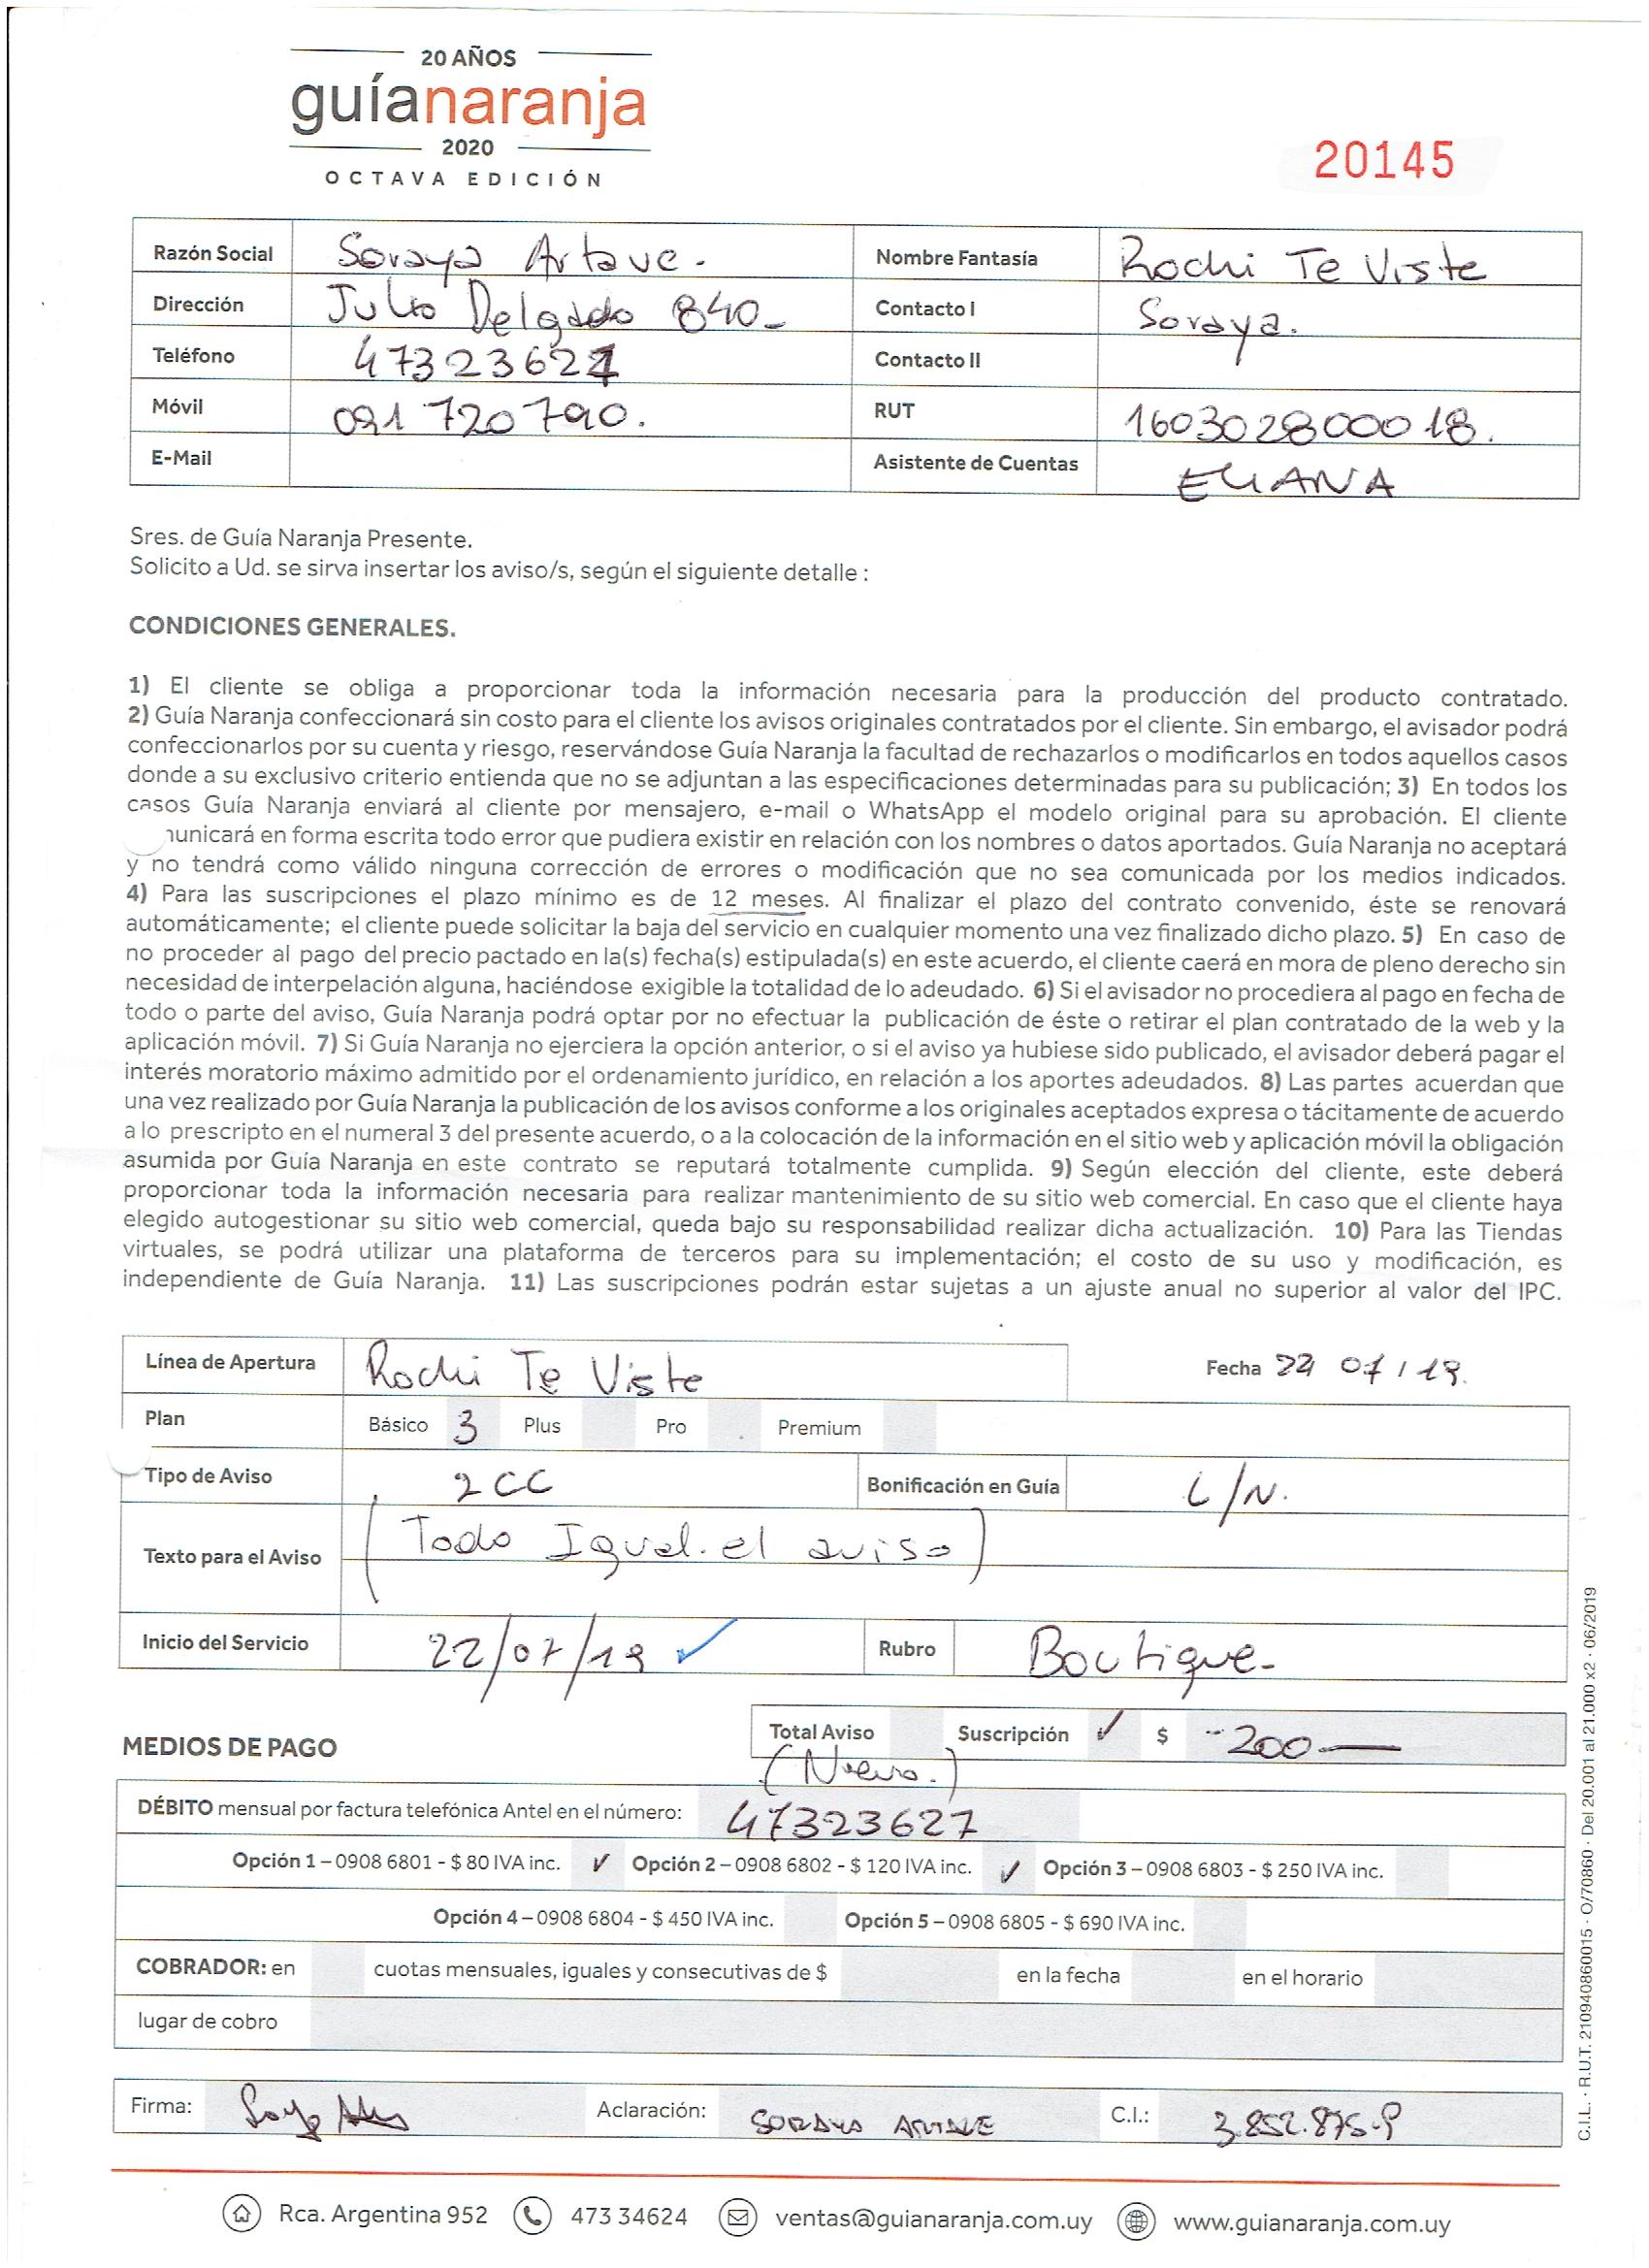 20 AÑOS
guíanaranja
2020
OCTAVA EDICIÓN
20145
Razón Social Soraya Artave.- Nombre Fantasía Rochi Te Viste
Dirección Julio Delgado 840- Contacto I Soraya.
Teléfono 47323627 Contacto II
Móvil 091 720 790. RUT 160302800018.
E-Mail Asistente de Cuentas ELIANA
Sres. de Guía Naranja Presente.
Solicito a Ud. se sirva insertar los aviso/s, según el siguiente detalle :
CONDICIONES GENERALES.
1) El cliente se obliga a proporcionar toda la información necesaria para la producción del producto contratado.
2) Guía Naranja confeccionará sin costo para el cliente los avisos originales contratados por el cliente. Sin embargo, el avisador podrá
confeccionarlos por su cuenta y riesgo, reservándose Guía Naranja la facultad de rechazarlos o modificarlos en todos aquellos casos
donde a su exclusivo criterio entienda que no se adjuntan a las especificaciones determinadas para su publicación; 3) En todos los
casos Guía Naranja enviará al cliente por mensajero, e-mail o WhatsApp el modelo original para su aprobación. El cliente
unicará en forma escrita todo error que pudiera existir en relación con los nombres o datos aportados. Guía Naranja no aceptará
y no tendrá como válido ninguna corrección de errores o modificación que no sea comunicada por los medios indicados.
4) Para las suscripciones el plazo mínimo es de 12 meses. Al finalizar el plazo del contrato convenido, éste se renovará
automáticamente; el cliente puede solicitar la baja del servicio en cualquier momento una vez finalizado dicho plazo. 5) En caso de
no proceder al pago del precio pactado en la(s) fecha(s) estipulada(s) en este acuerdo, el cliente caerá en mora de pleno derecho sin
necesidad de interpelación alguna, haciéndose exigible la totalidad de lo adeudado. 6) Si el avisador no procediera al pago en fecha de
todo o parte del aviso, Guía Naranja podrá optar por no efectuar la publicación de éste o retirar el plan contratado de la web y la
aplicación móvil. 7) Si Guía Naranja no ejerciera la opción anterior, o si el aviso ya hubiese sido publicado, el avisador deberá pagar el
interés moratorio máximo admitido por el ordenamiento jurídico, en relación a los aportes adeudados. 8) Las partes acuerdan que
una vez realizado por Guía Naranja la publicación de los avisos conforme a los originales aceptados expresa o tácitamente de acuerdo
a lo prescripto en el numeral 3 del presente acuerdo, o a la colocación de la información en el sitio web y aplicación móvil la obligación
asumida por Guía Naranja en este contrato se reputará totalmente cumplida. 9) Según elección del cliente, este deberá
proporcionar toda la información necesaria para realizar mantenimiento de su sitio web comercial. En caso que el cliente haya
elegido autogestionar su sitio web comercial, queda bajo su responsabilidad realizar dicha actualización. 10) Para las Tiendas
virtuales, se podrá utilizar una plataforma de terceros para su implementación; el costo de su uso y modificación, es
independiente de Guía Naranja. 11) Las suscripciones podrán estar sujetas a un ajuste anual no superior al valor del IPC.
Línea de Apertura Rochi Te Viste Fecha 22 07/19.
Plan Básico 3 Plus Pro Premium
Tipo de Aviso 2CC Bonificación en Guía L/N.
Texto para el Aviso (Todo Igual. el aviso)
Inicio del Servicio 22/07/19 ✓ Rubro Boutique-
MEDIOS DE PAGO Total Aviso Suscripción ✓ $ -200—
(Nuevo.)
DÉBITO mensual por factura telefónica Antel en el número: 47323627
Opción 1 – 0908 6801 - $ 80 IVA inc. ✓ Opción 2 – 0908 6802 - $ 120 IVA inc. ✓ Opción 3 – 0908 6803 - $ 250 IVA inc.
Opción 4 – 0908 6804 - $ 450 IVA inc. Opción 5 – 0908 6805 - $ 690 IVA inc.
COBRADOR: en cuotas mensuales, iguales y consecutivas de $ en la fecha en el horario
lugar de cobro
Firma: Aclaración: SORAYA ARTAVE C.I.: 3.852.875-9
Rca. Argentina 952 473 34624 ventas@guianaranja.com.uy www.guianaranja.com.uy
C.I.L. · R.U.T. 210940860015 · O/70860 · Del 20.001 al 21.000 x2 · 06/2019